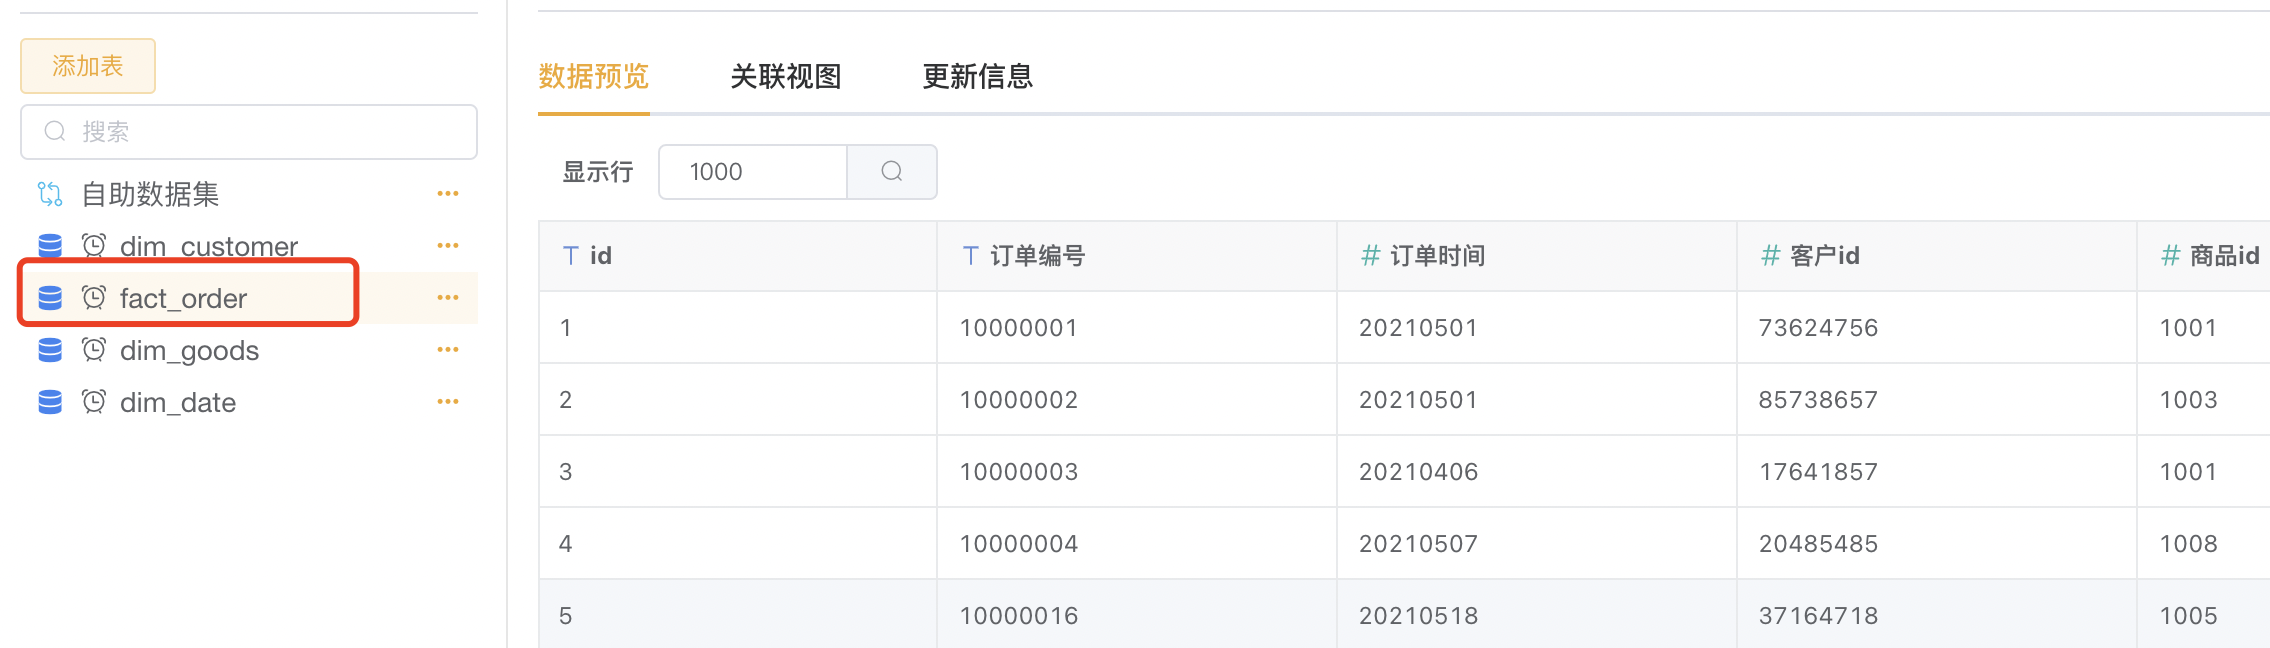 添加表
搜索
自助数据集
dim_customer
fact_order
dim_goods
dim_date
数据预览 关联视图 更新信息
显示行 1000
id 订单编号 # 订单时间 # 客户id # 商品id
1 10000001 20210501 73624756 1001
2 10000002 20210501 85738657 1003
3 10000003 20210406 17641857 1001
4 10000004 20210507 20485485 1008
5 10000016 20210518 37164718 1005